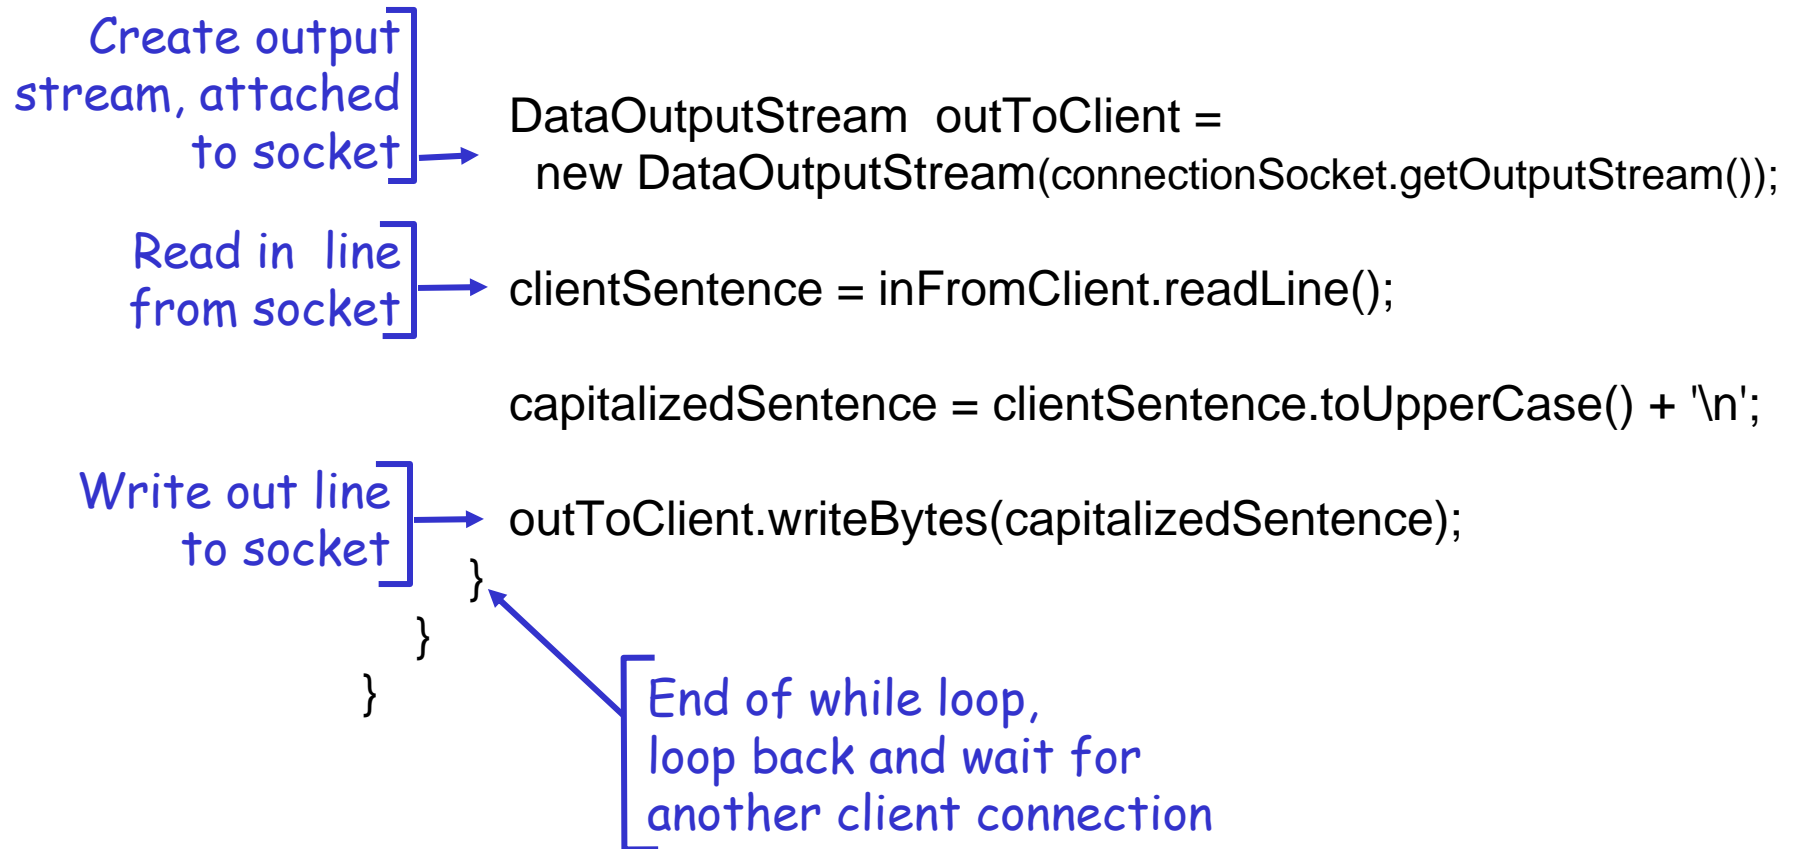 Create output
stream, attached
to socket
DataOutputStream outToClient =
new DataOutputStream(connectionSocket.getOutputStream());
Read in line
from socket
clientSentence = inFromClient.readLine();
capitalizedSentence = clientSentence.toUpperCase() + '\n';
Write out line
to socket
outToClient.writeBytes(capitalizedSentence);
}
}
}
End of while loop,
loop back and wait for
another client connection